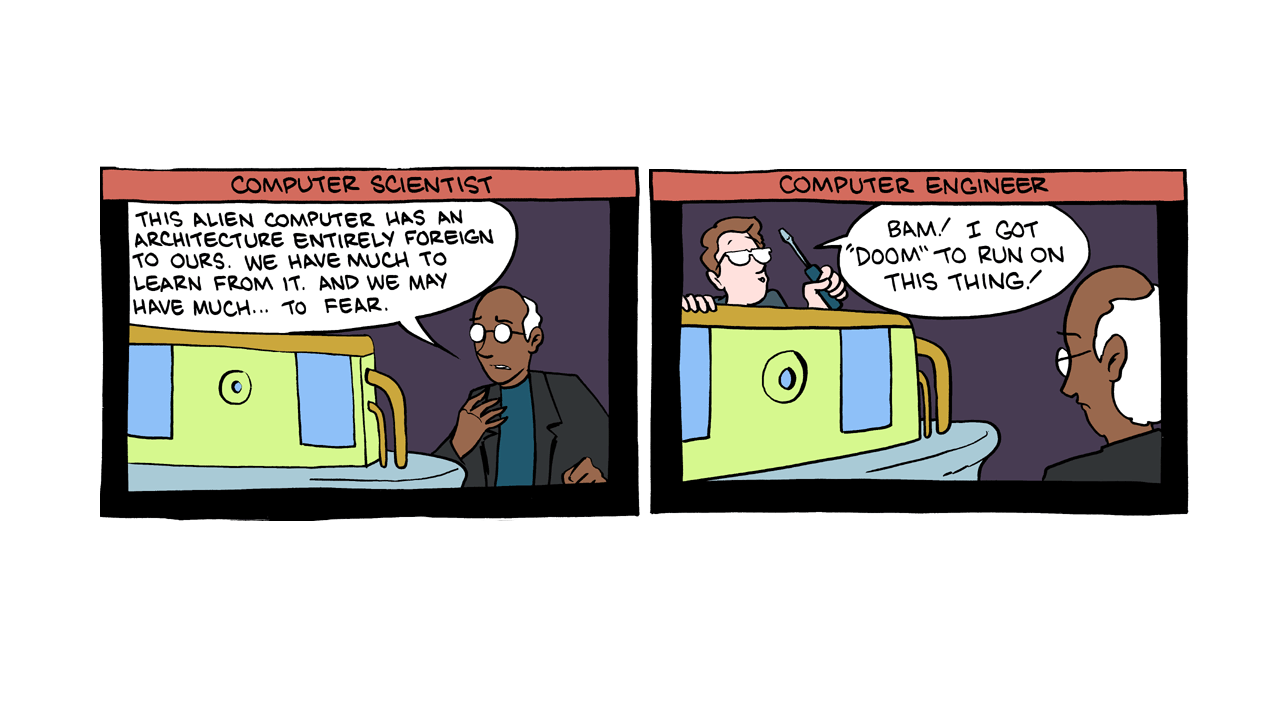 COMPUTER SCIENTIST
THIS ALIEN COMPUTER HAS AN
ARCHITECTURE ENTIRELY FOREIGN
TO OURS. WE HAVE MUCH TO
LEARN FROM IT. AND WE MAY
HAVE MUCH... TO FEAR.
COMPUTER ENGINEER
BAM! I GOT
"DOOM" TO RUN ON
THIS THING!